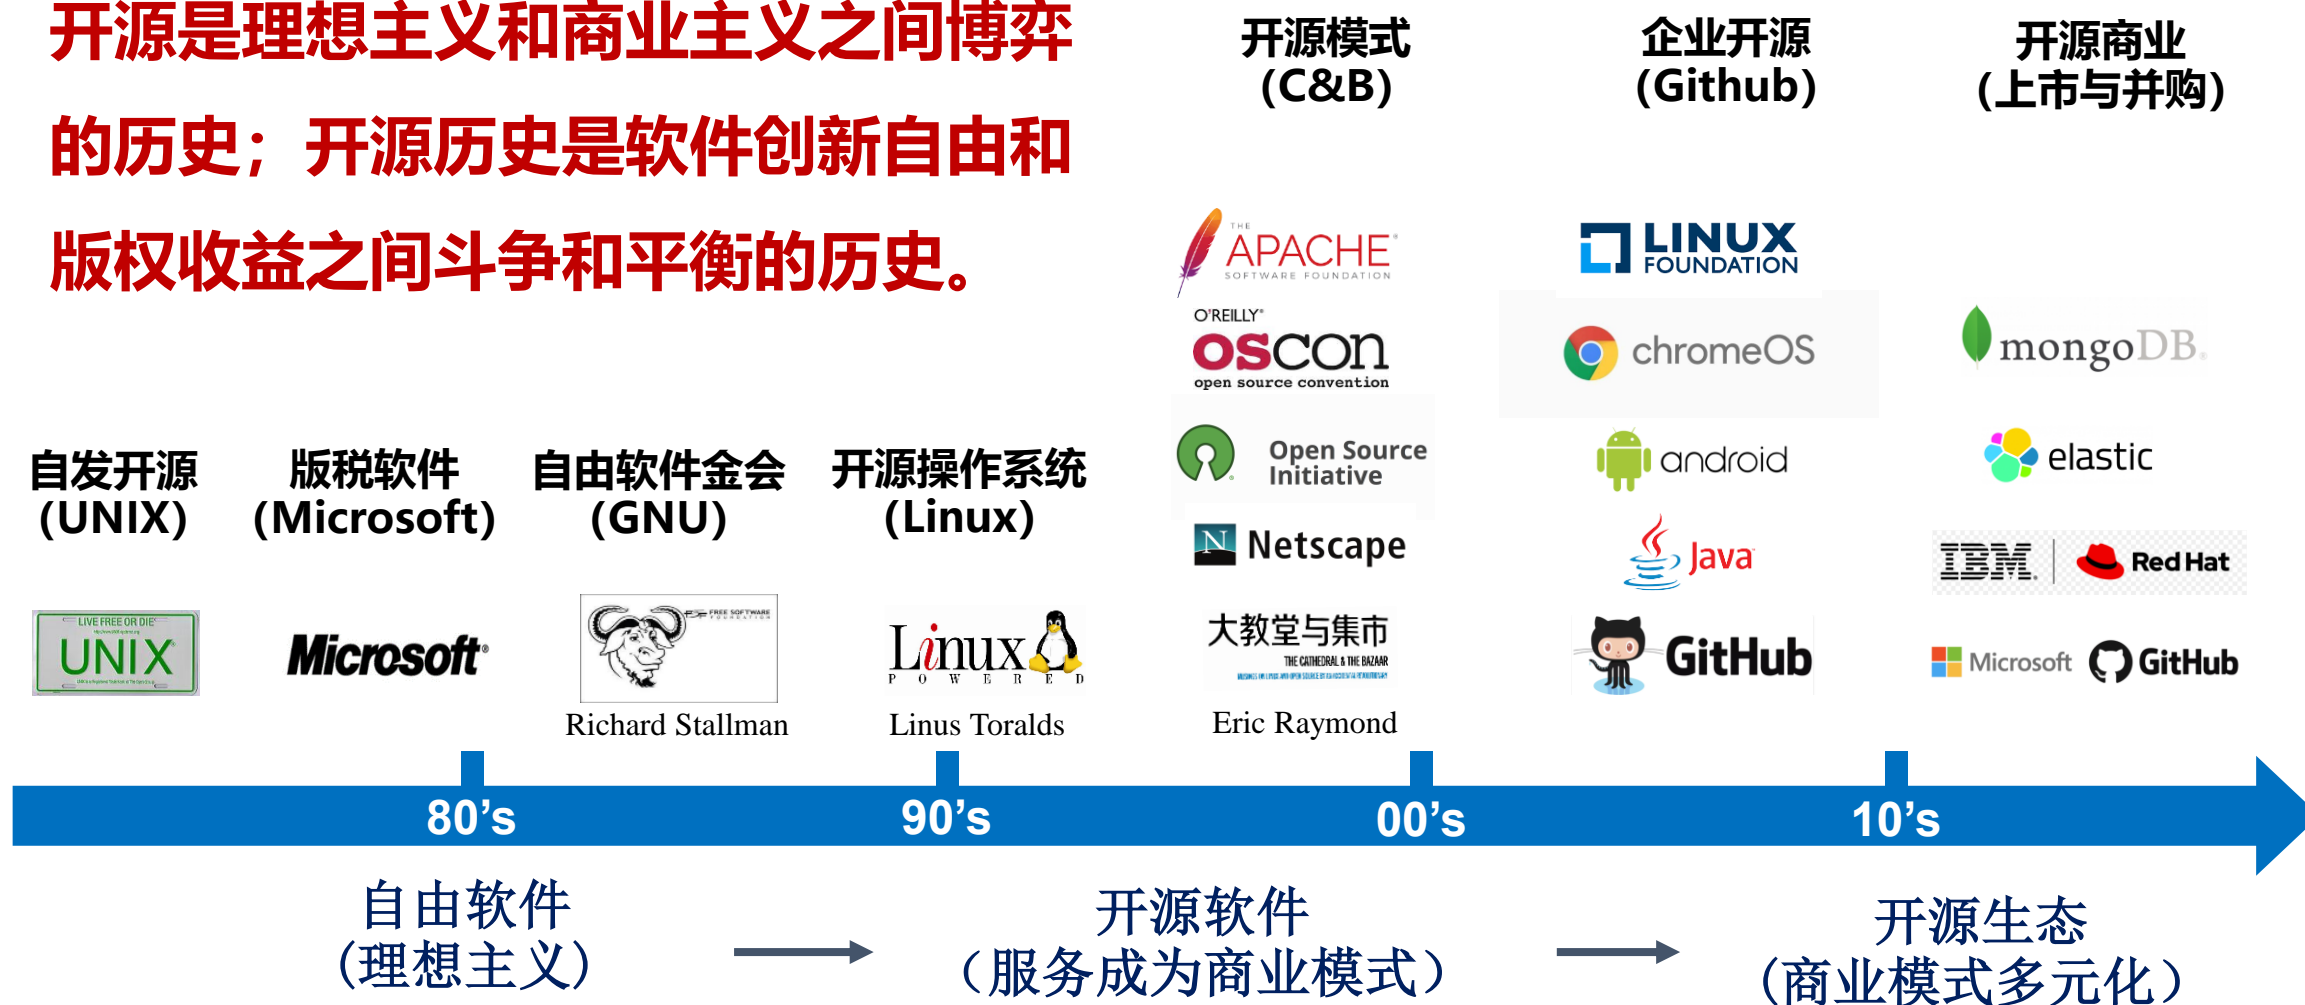 开源是理想主义和商业主义之间博弈
的历史；开源历史是软件创新自由和
版权收益之间斗争和平衡的历史。
自发开源
(UNIX)
LIVE FREE OR DIE
UNIX
版税软件
(Microsoft)
Microsoft
自由软件金会
(GNU)
FREE SOFTWARE
FOUNDATION
Richard Stallman
开源操作系统
(Linux)
Linux
POWERED
Linus Toralds
开源模式
(C&B)
THE
APACHE
SOFTWARE FOUNDATION
O'REILLY®
OSCON
open source convention
Open Source
Initiative
Netscape
大教堂与集市
THE CATHEDRAL & THE BAZAAR
Eric Raymond
企业开源
(Github)
LINUX
FOUNDATION
chromeOS
android
Java
GitHub
开源商业
(上市与并购)
mongoDB®
elastic
IBM® | Red Hat
Microsoft GitHub
80’s
90’s
00’s
10’s
自由软件
(理想主义)
开源软件
（服务成为商业模式）
开源生态
(商业模式多元化）